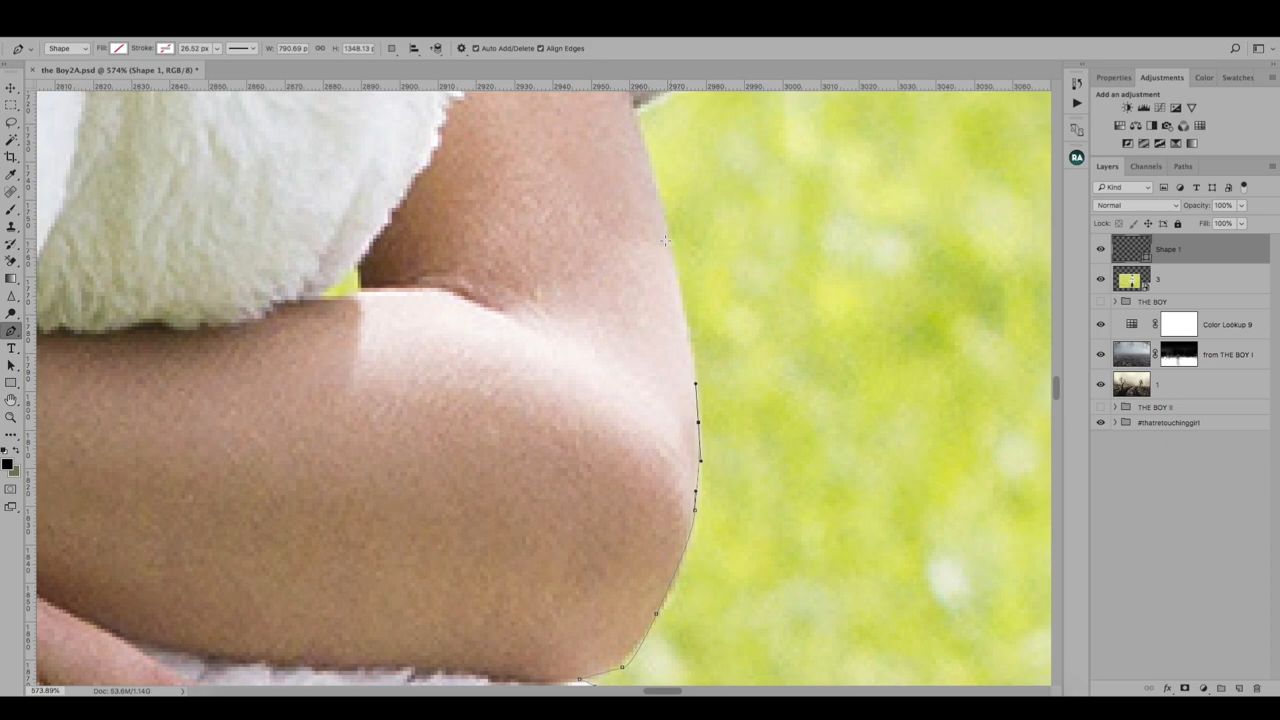 Shape Fill: Stroke: 26.52 px W: 790.69 p H: 1348.13 p Auto Add/Delete Align Edges
the Boy2A.psd @ 574% (Shape 1, RGB/8) *
Properties Adjustments Color Swatches
2810 2820 2830 2840 2850 2860 2870 2880 2890 2900 2910 2920 2930 2940 2950 2960 2970 2980 2990 3000 3010 3020 3030 3040 3050 3060
Add an adjustment
RA
Layers Channels Paths
Kind
Normal Opacity: 100%
Lock: Fill: 100%
Shape 1
3
THE BOY
Color Lookup 9
from THE BOY I
1
THE BOY II
#thatretouchinggirl
573.89% Doc: 53.6M/1.14G